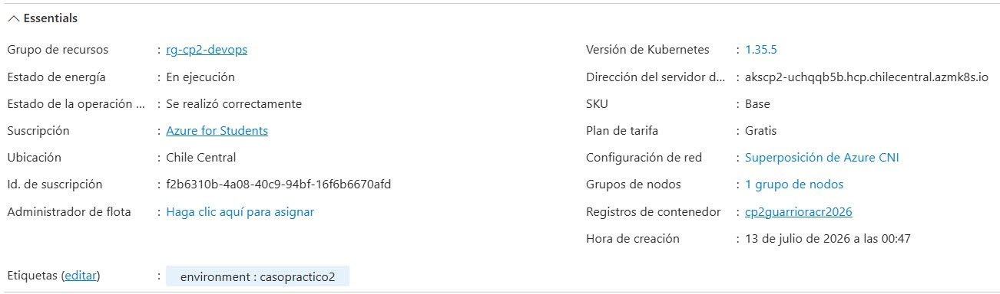 Essentials
Grupo de recursos : rg-cp2-devops
Estado de energía : En ejecución
Estado de la operación ... : Se realizó correctamente
Suscripción : Azure for Students
Ubicación : Chile Central
Id. de suscripción : f2b6310b-4a08-40c9-94bf-16f6b6670afd
Administrador de flota : Haga clic aquí para asignar
Versión de Kubernetes : 1.35.5
Dirección del servidor d... : akscp2-uchqqb5b.hcp.chilecentral.azmk8s.io
SKU : Base
Plan de tarifa : Gratis
Configuración de red : Superposición de Azure CNI
Grupos de nodos : 1 grupo de nodos
Registros de contenedor : cp2guarrioracr2026
Hora de creación : 13 de julio de 2026 a las 00:47
Etiquetas (editar) : environment : casopractico2